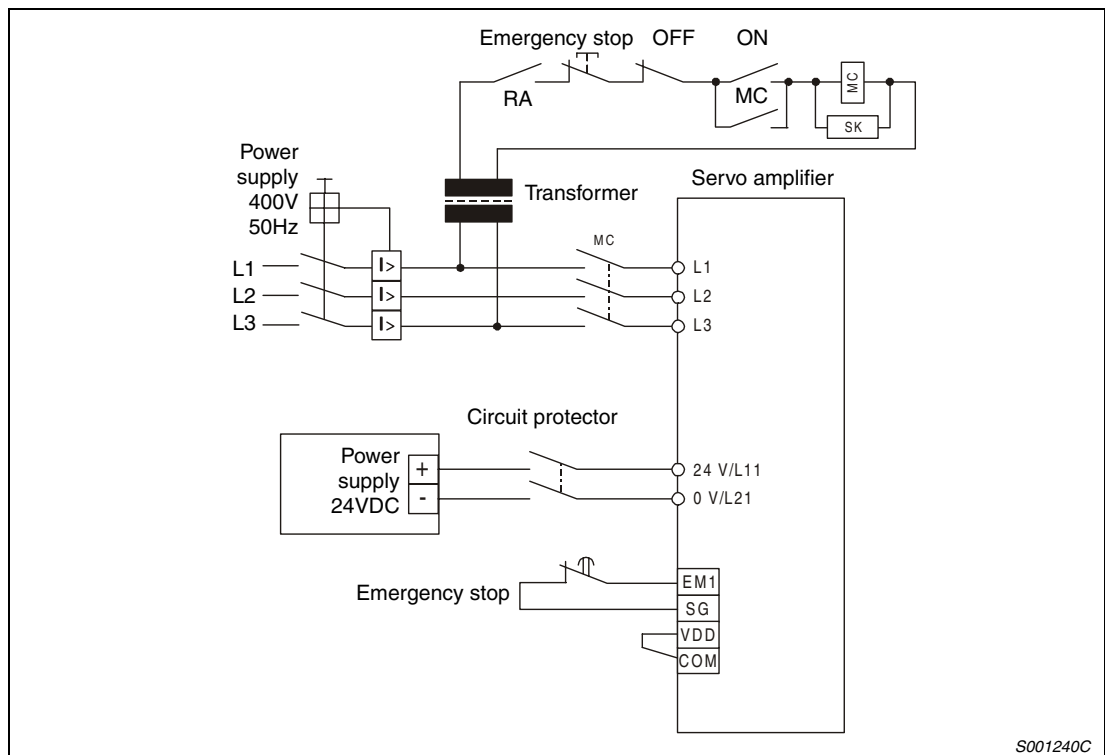 Emergency stop OFF ON
RA MC MC
SK
Power
supply
400V
50Hz
Transformer
Servo amplifier
MC
L1 I> L1
L2 I> L2
L3 I> L3
Circuit protector
Power
supply
24VDC
+
-
24 V/L11
0 V/L21
Emergency stop
EM1
SG
VDD
COM
S001240C